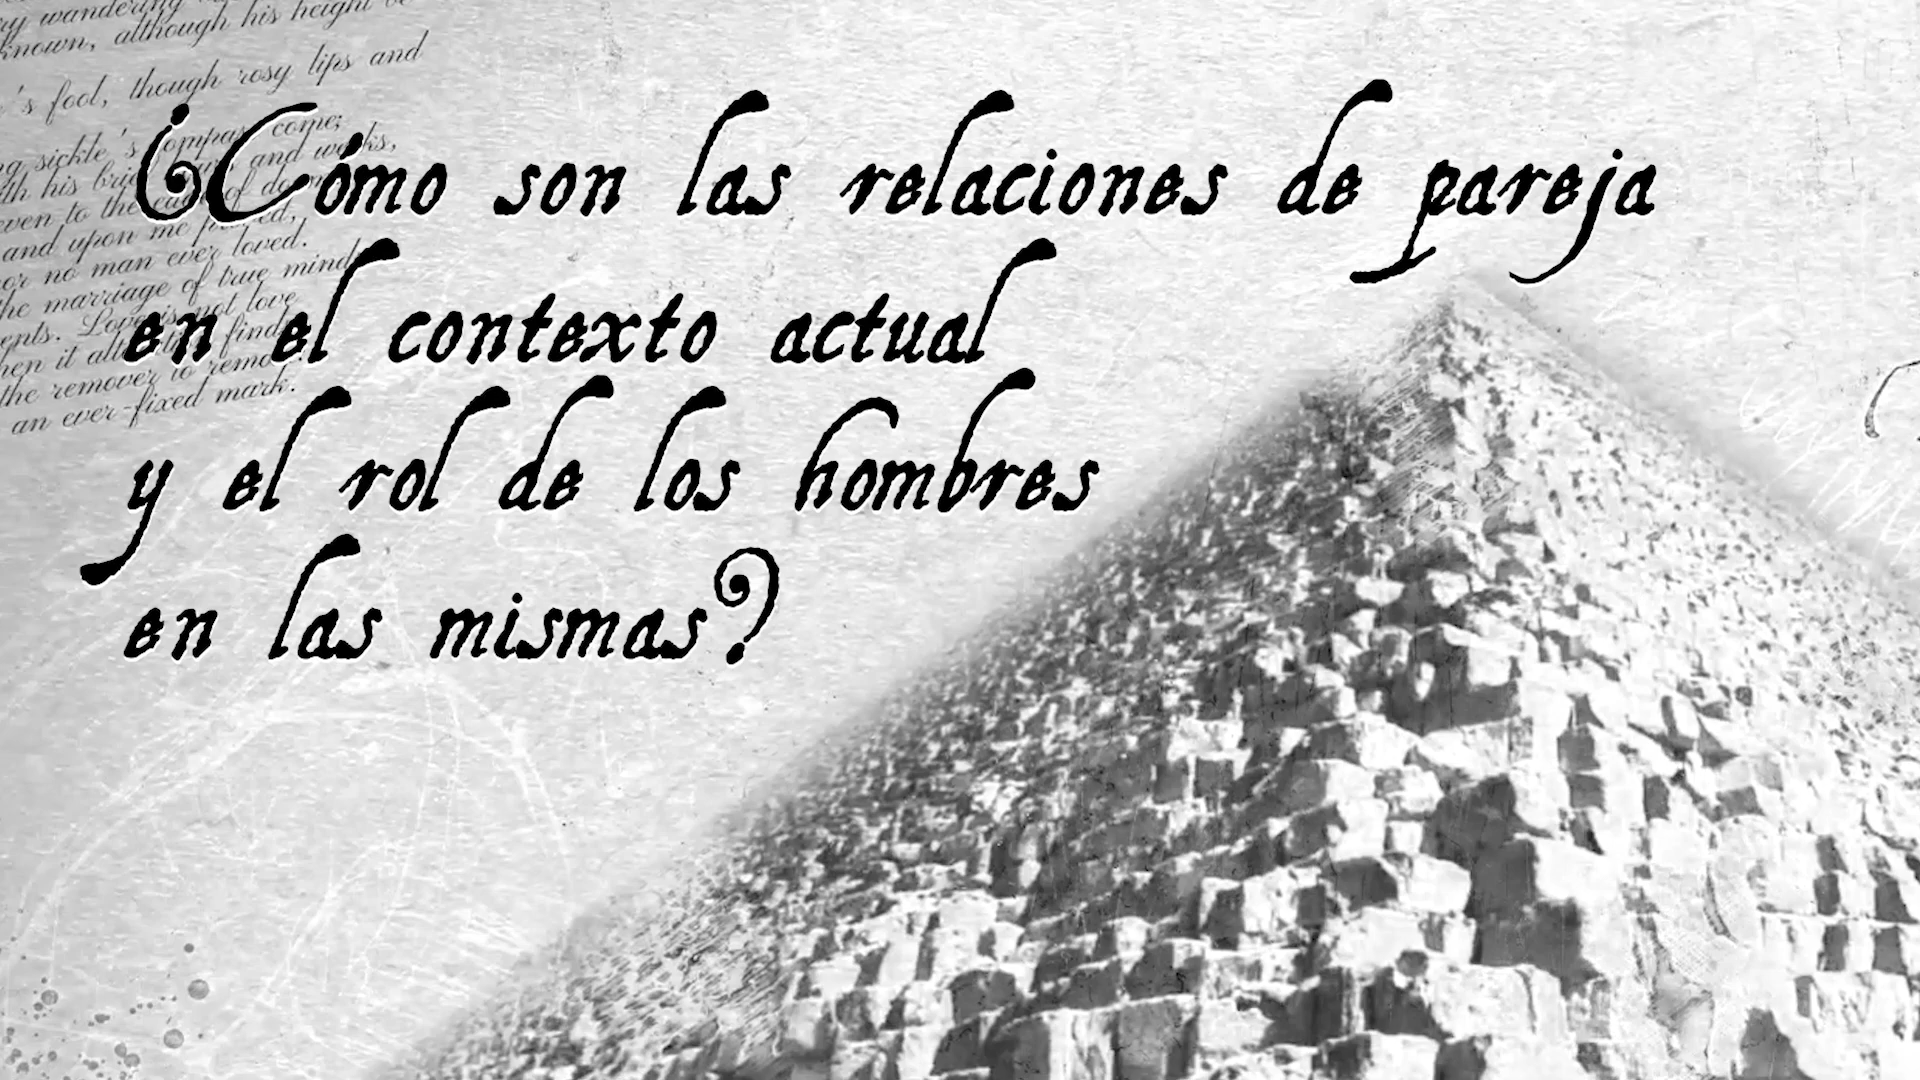 wandering
known, although his height be
's fool, though rosy lips and
sickle's compass come;
his brief hours and weeks,
even to the edge of doom
and upon me proved,
no man ever loved.
the marriage of true mind
Love is not love
it finds
the remover to remove
an ever-fixed mark.
¿Cómo son las relaciones de pareja
en el contexto actual
y el rol de los hombres
en las mismas?